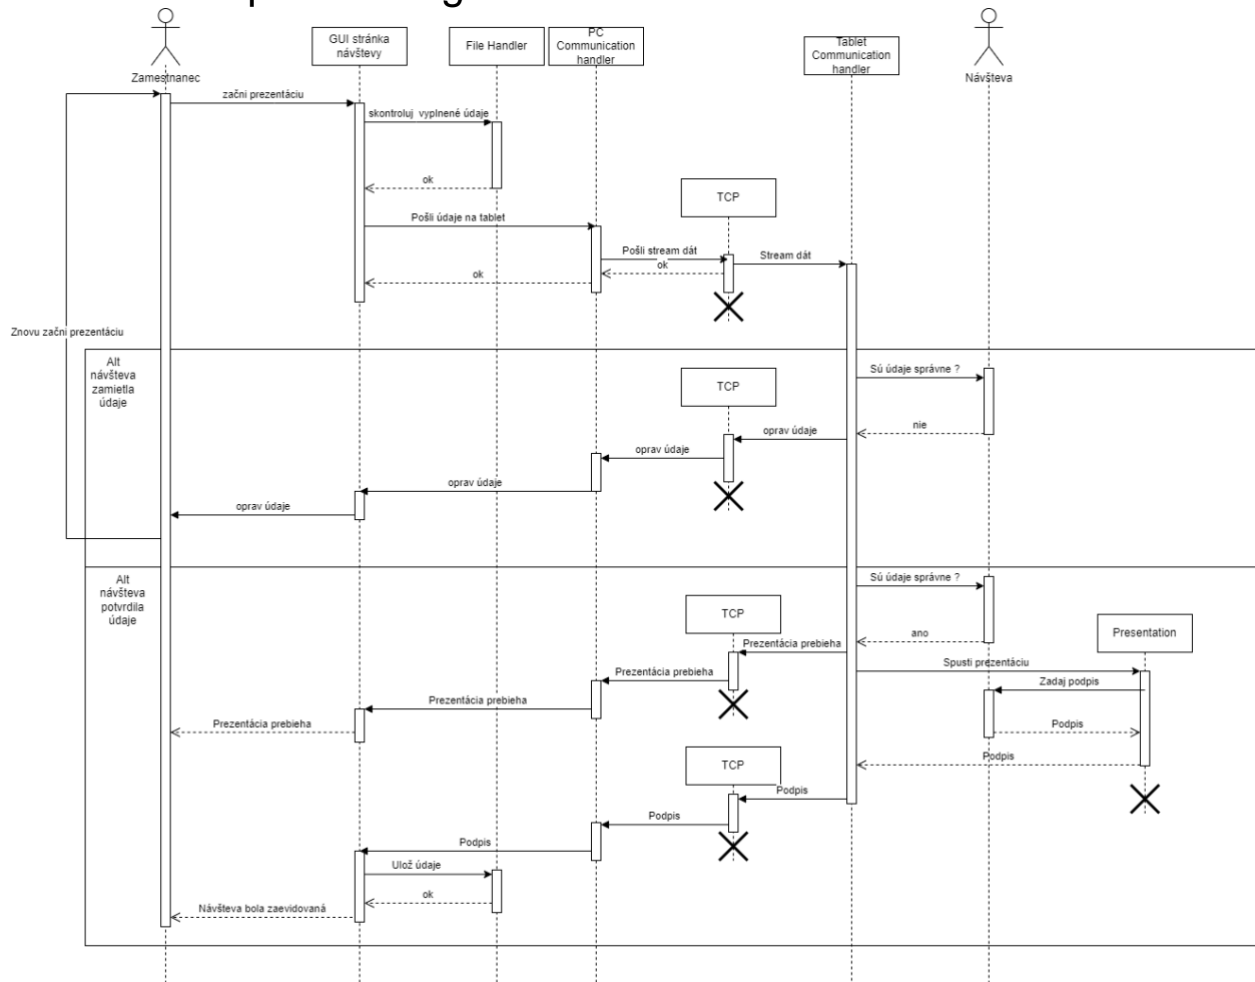 Zamestnanec
GUI stránka
návštevy
File Handler
PC
Communication
handler
Tablet
Communication
handler
Návšteva
začni prezentáciu
skontroluj vyplnené údaje
ok
TCP
Pošli údaje na tablet
Pošli stream dát
Stream dát
ok
ok
Znovu začni prezentáciu
Alt
návšteva
zamietla
údaje
Sú údaje správne ?
TCP
nie
oprav údaje
oprav údaje
oprav údaje
oprav údaje
Alt
návšteva
potvrdila
údaje
Sú údaje správne ?
TCP
ano
Presentation
Prezentácia prebieha
Spusti prezentáciu
Prezentácia prebieha
Zadaj podpis
Prezentácia prebieha
Prezentácia prebieha
Podpis
Podpis
TCP
Podpis
Podpis
Podpis
Ulož údaje
ok
Návšteva bola zaevidovaná